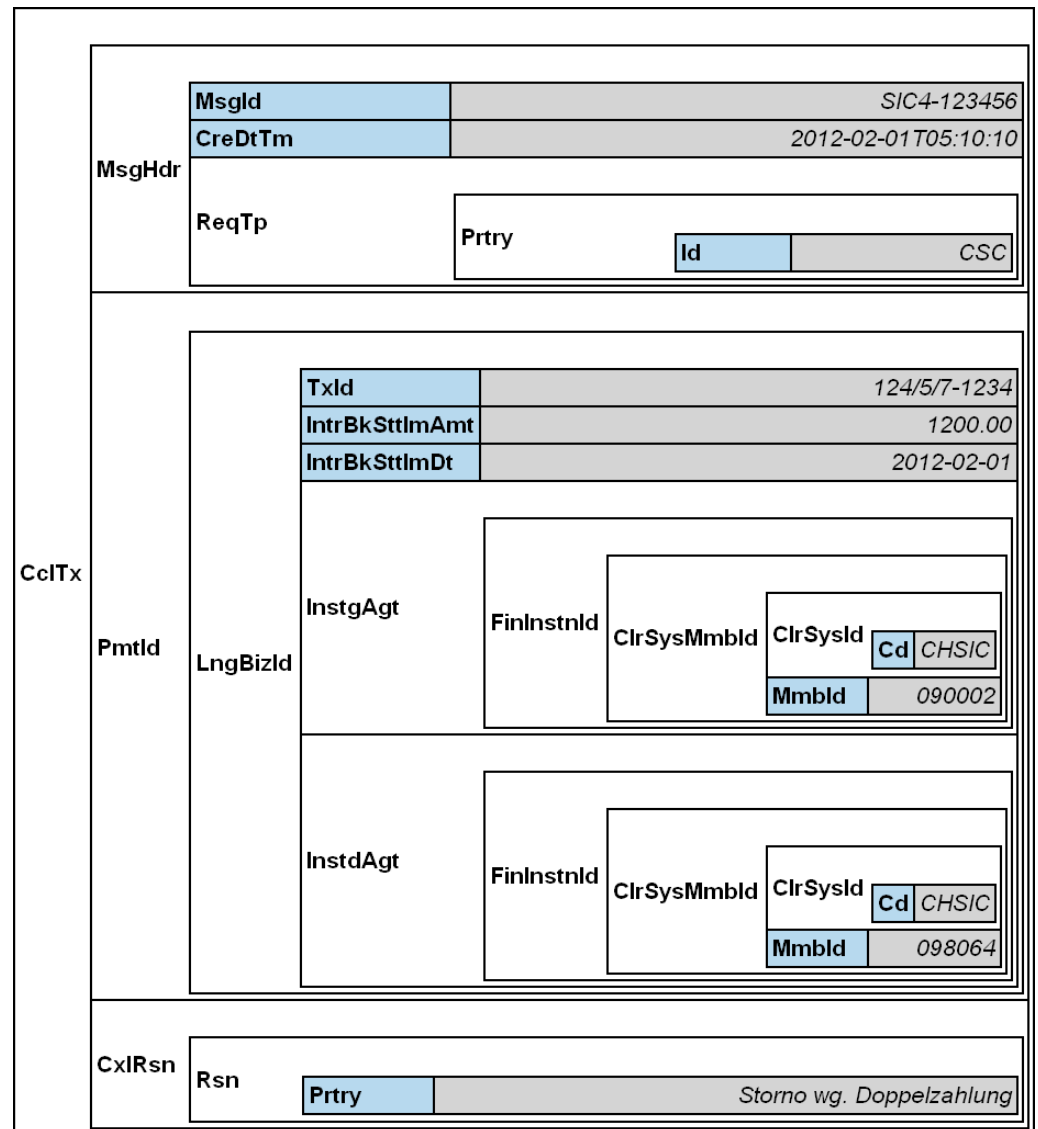 MsgId SIC4-123456
CreDtTm 2012-02-01T05:10:10
MsgHdr
ReqTp
Prtry
Id CSC
TxId 124/5/7-1234
IntrBkSttlmAmt 1200.00
IntrBkSttlmDt 2012-02-01
CclTx
PmtId
LngBizId
InstgAgt
FinInstnId
ClrSysMmbId
ClrSysId
Cd CHSIC
MmbId 090002
InstdAgt
FinInstnId
ClrSysMmbId
ClrSysId
Cd CHSIC
MmbId 098064
CxlRsn
Rsn
Prtry Storno wg. Doppelzahlung